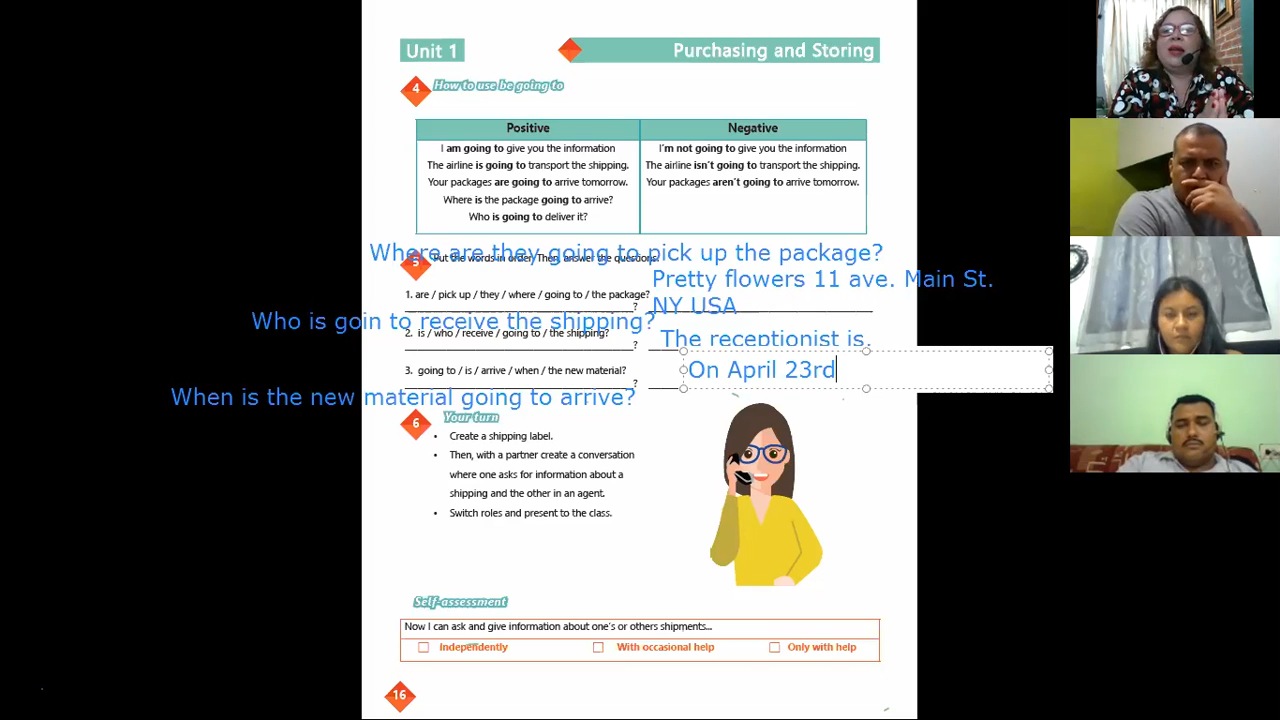 Unit 1
Purchasing and Storing
4 How to use be going to
Positive Negative
I am going to give you the information I'm not going to give you the information
The airline is going to transport the shipping. The airline isn't going to transport the shipping.
Your packages are going to arrive tomorrow. Your packages aren't going to arrive tomorrow.
Where is the package going to arrive?
Who is going to deliver it?
Where are they going to pick up the package?
5 Put the words in order. Then, answer the questions.
Pretty flowers 11 ave. Main St.
1. are / pick up / they / where / going to / the package?
NY USA
?
Who is goin to receive the shipping?
2. is / who / receive / going to / the shipping?
The receptionist is.
?
3. going to / is / arrive / when / the new material?
On April 23rd
?
When is the new material going to arrive?
6 Your turn
• Create a shipping label.
• Then, with a partner create a conversation
where one asks for information about a
shipping and the other in an agent.
• Switch roles and present to the class.
Self-assessment
Now I can ask and give information about one's or others shipments...
Independently With occasional help Only with help
16